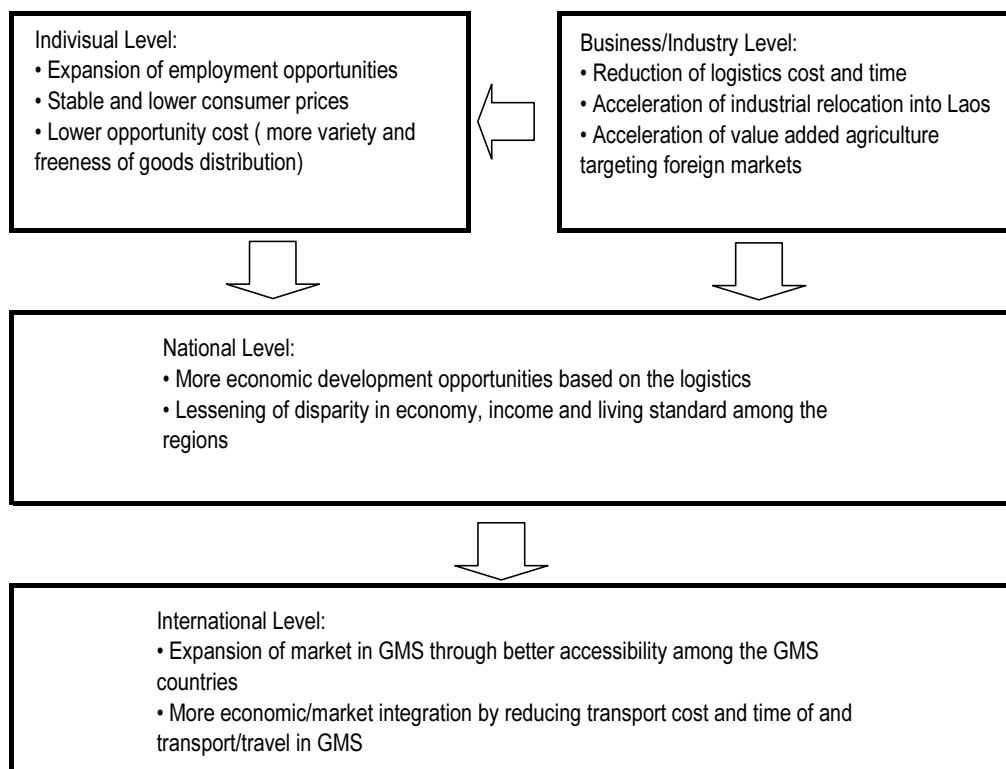 Indivisual Level:
• Expansion of employment opportunities
• Stable and lower consumer prices
• Lower opportunity cost ( more variety and
freeness of goods distribution)
Business/Industry Level:
• Reduction of logistics cost and time
• Acceleration of industrial relocation into Laos
• Acceleration of value added agriculture
targeting foreign markets
National Level:
• More economic development opportunities based on the logistics
• Lessening of disparity in economy, income and living standard among the
regions
International Level:
• Expansion of market in GMS through better accessibility among the GMS
countries
• More economic/market integration by reducing transport cost and time of and
transport/travel in GMS